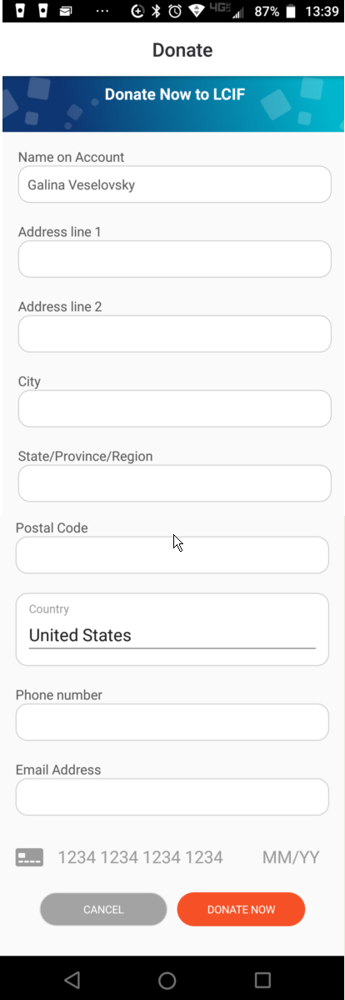 4GE 87% 13:39
Donate
Donate Now to LCIF
Name on Account
Galina Veselovsky
Address line 1
Address line 2
City
State/Province/Region
Postal Code
Country
United States
Phone number
Email Address
1234 1234 1234 1234 MM/YY
CANCEL DONATE NOW